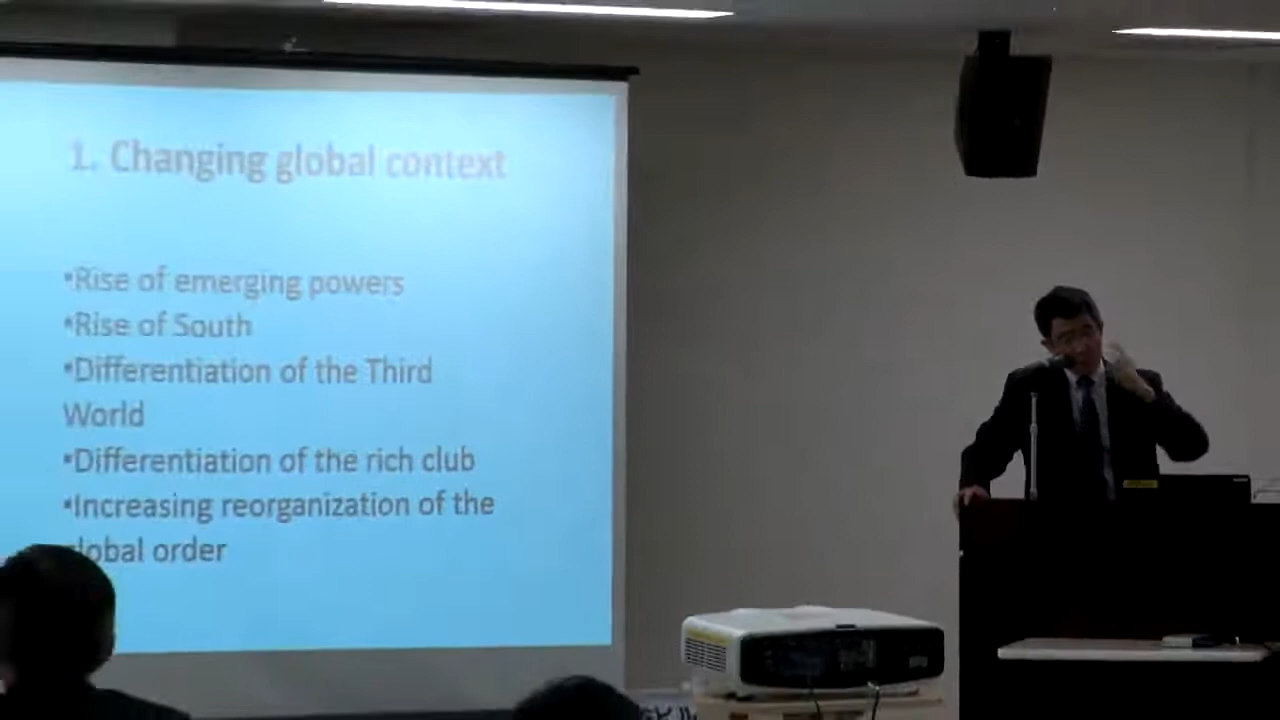 1. Changing global context
•Rise of emerging powers
•Rise of South
•Differentiation of the Third
World
•Differentiation of the rich club
•Increasing reorganization of the
global order